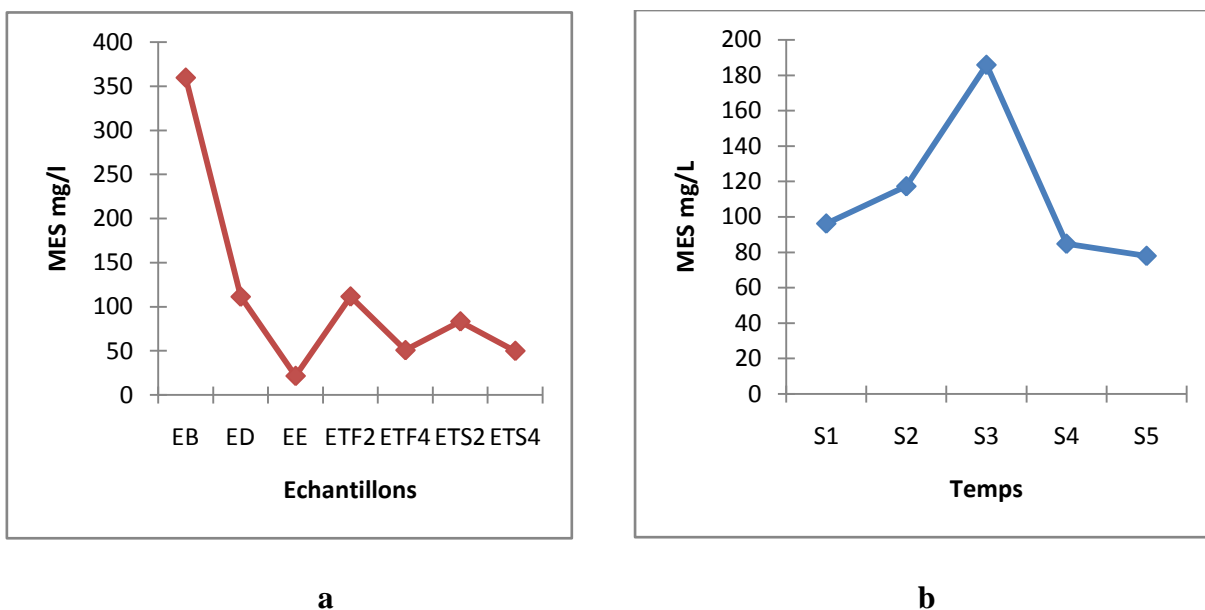 400
350
300
250
200
150
100
50
0
MES mg/l
EB ED EE ETF2 ETF4 ETS2 ETS4
Echantillons
a
200
180
160
140
120
100
80
60
40
20
0
MES mg/L
S1 S2 S3 S4 S5
Temps
b